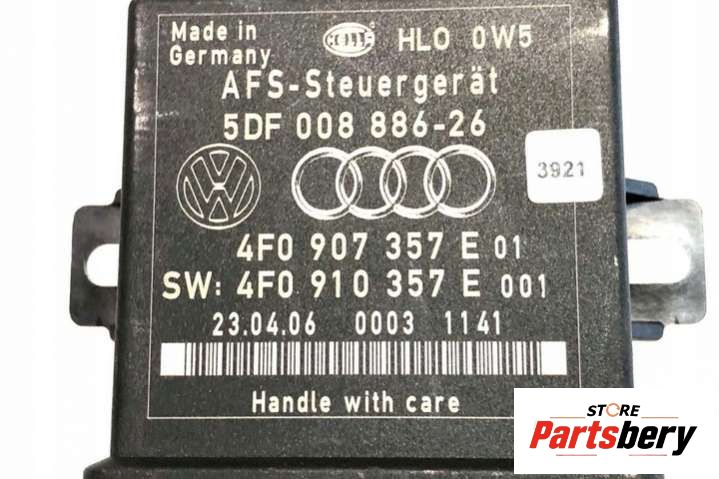 Made in
Germany
HELLA
HLO 0W5
AFS-Steuergerät
5DF 008 886-26
3921
4F0 907 357 E 01
SW: 4F0 910 357 E 001
23.04.06 0003 1141
Handle with care
STORE
Partsbery